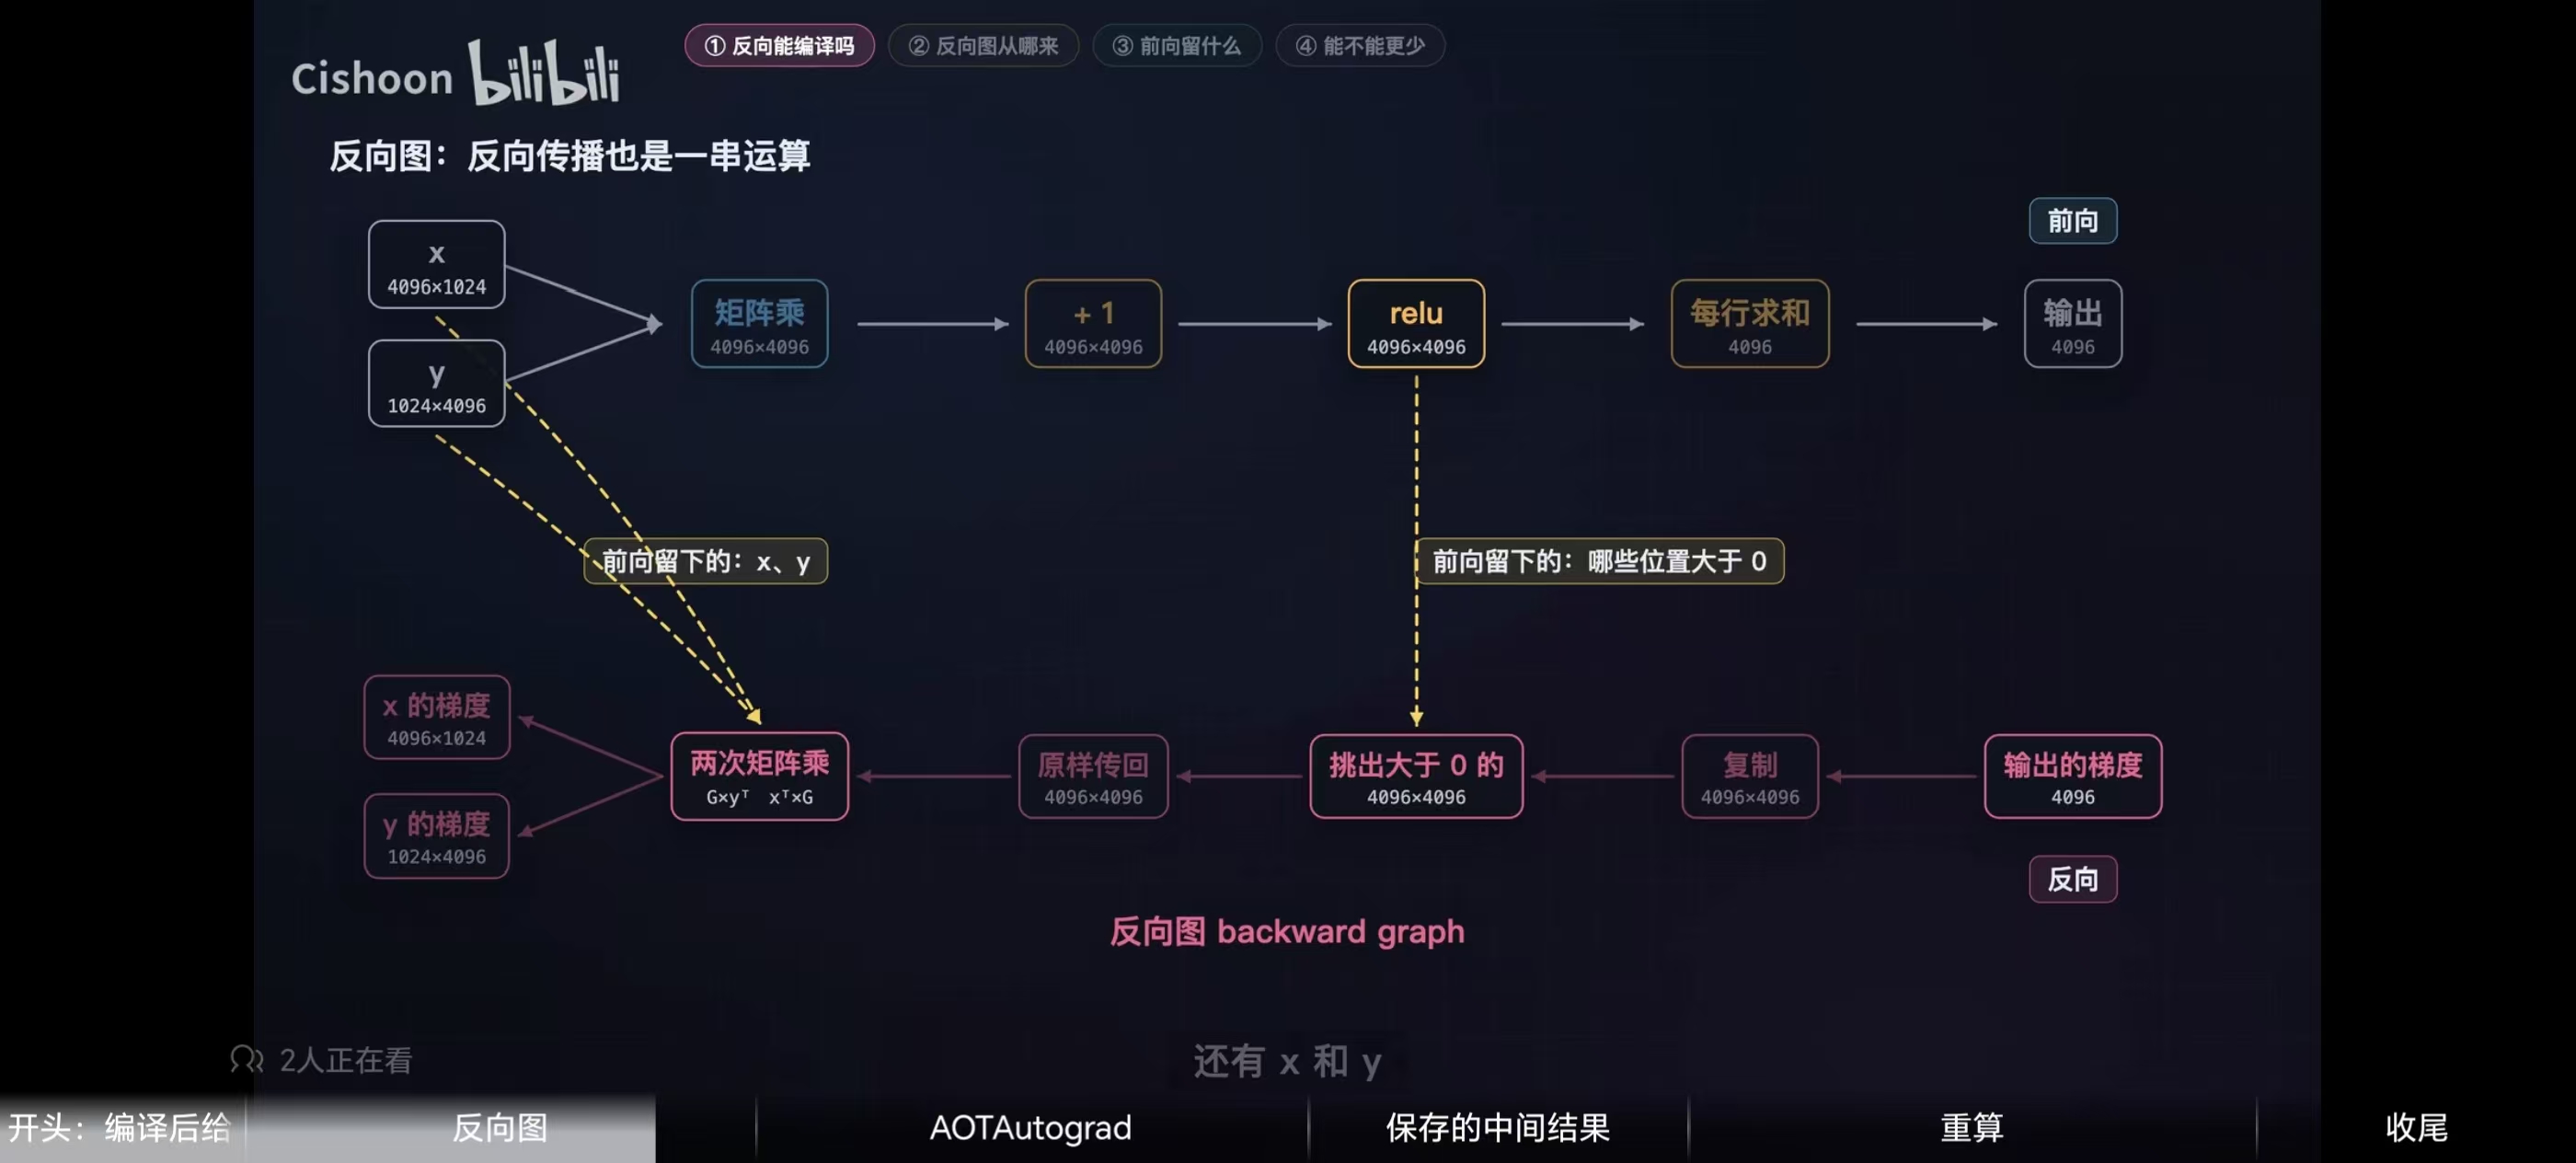 ① 反向能编译吗 ② 反向图从哪来 ③ 前向留什么 ④ 能不能更少
Cishoon bilibili
反向图：反向传播也是一串运算
前向
x
4096×1024
y
1024×4096
矩阵乘
4096×4096
+ 1
4096×4096
relu
4096×4096
每行求和
4096
输出
4096
前向留下的：x、y
前向留下的：哪些位置大于 0
x 的梯度
4096×1024
y 的梯度
1024×4096
两次矩阵乘
G×yᵀ xᵀ×G
原样传回
4096×4096
挑出大于 0 的
4096×4096
复制
4096×4096
输出的梯度
4096
反向
反向图 backward graph
2人正在看
还有 x 和 y
开头：编译后给 反向图 AOTAutograd 保存的中间结果 重算 收尾